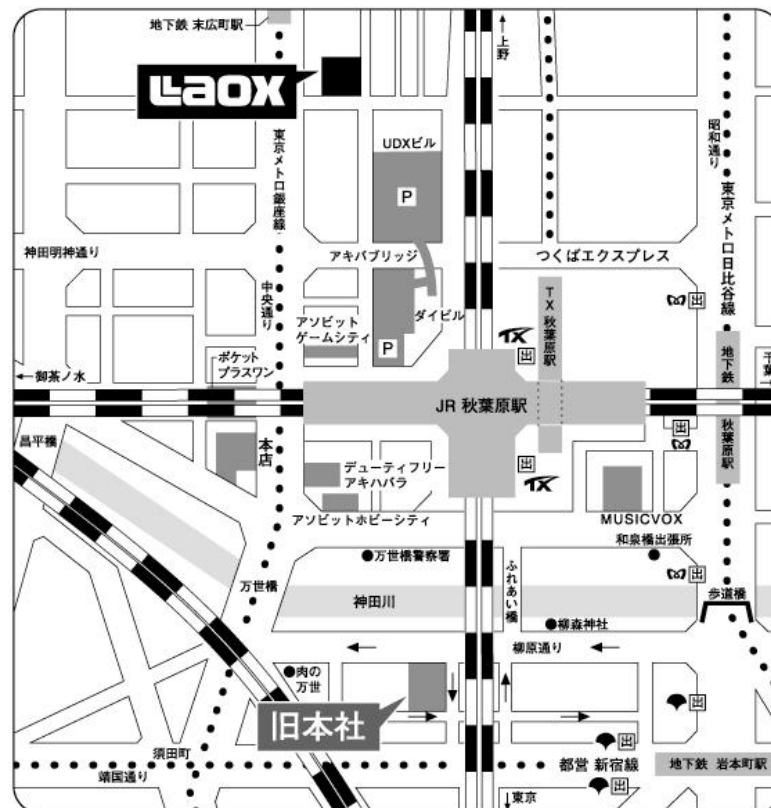 地下鉄 末広町駅
上野
Laox
昭和通り
東京メトロ銀座線
UDXビル
P
東京メトロ日比谷線
神田明神通り
アキバブリッジ
つくばエクスプレス
中央通り
TX 秋葉原駅
ダイビル
アソビット
ゲームシティ
出
P
TX
出
地下鉄 秋葉原駅
ポケット
プラスワン
御茶ノ水
千葉
JR 秋葉原駅
出
昌平橋
本店
デューティフリー
アキハバラ
出
TX
アソビットホビーシティ
MUSICVOX
和泉橋出張所
万世橋警察署
ふれあい橋
出
万世橋
神田川
歩道橋
柳森神社
柳原通り
肉の
万世
出
旧本社
須田町
出
都営 新宿線
地下鉄 岩本町駅
靖国通り
出
東京